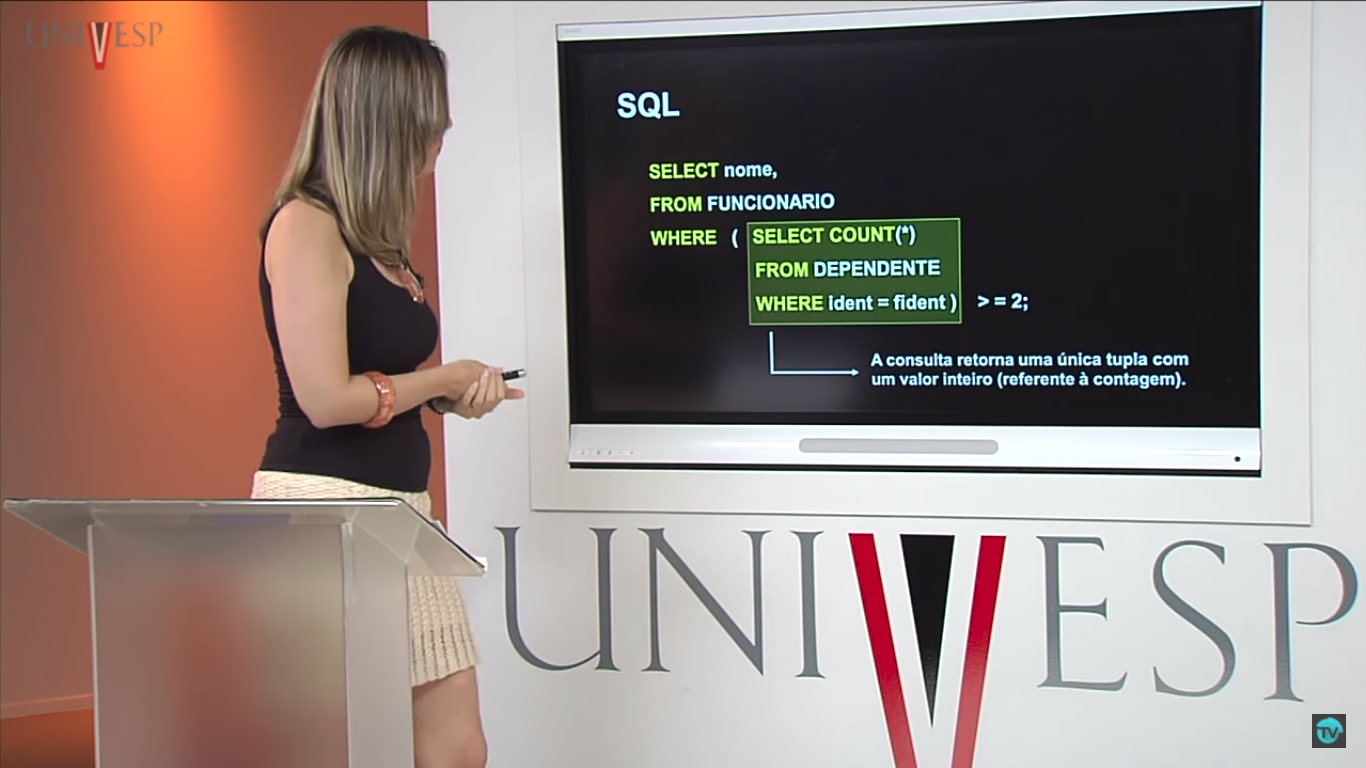 UNIVESP
SQL
SELECT nome,
FROM FUNCIONARIO
WHERE ( SELECT COUNT(*)
FROM DEPENDENTE
WHERE ident = fident ) > = 2;
A consulta retorna uma única tupla com
um valor inteiro (referente à contagem).
UNIVESP
TV